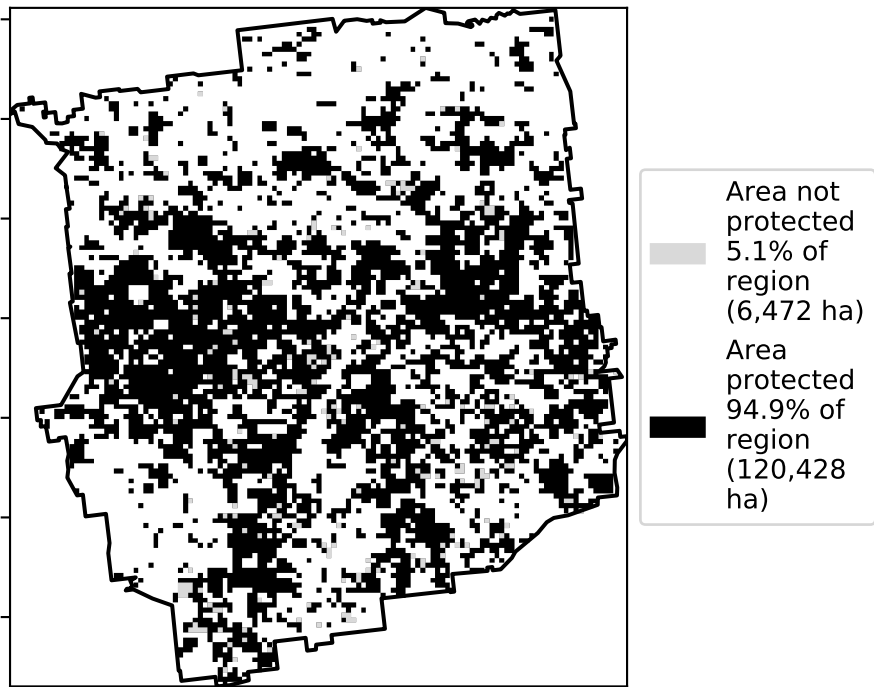 Area not
protected
5.1% of
region
(6,472 ha)
Area
protected
94.9% of
region
(120,428
ha)